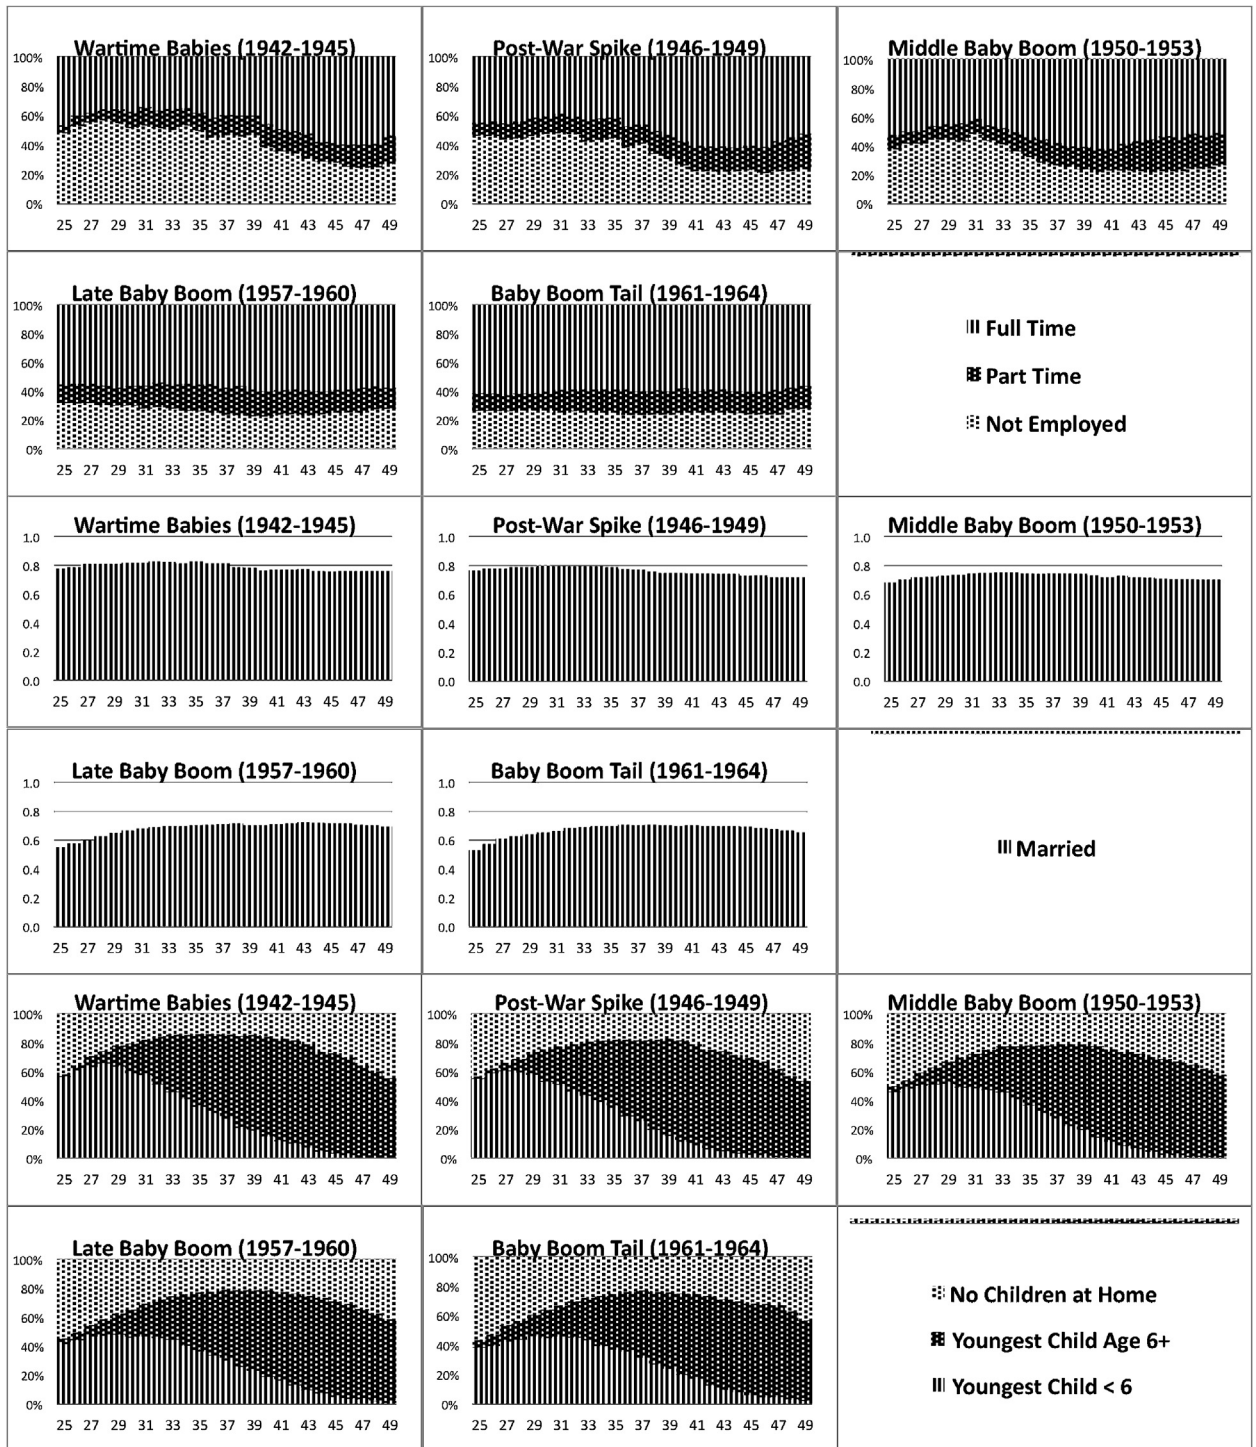 Wartime Babies (1942-1945)
100%
80%
60%
40%
20%
0%
25 27 29 31 33 35 37 39 41 43 45 47 49
Post-War Spike (1946-1949)
100%
80%
60%
40%
20%
0%
25 27 29 31 33 35 37 39 41 43 45 47 49
Middle Baby Boom (1950-1953)
100%
80%
60%
40%
20%
0%
25 27 29 31 33 35 37 39 41 43 45 47 49
Late Baby Boom (1957-1960)
100%
80%
60%
40%
20%
0%
25 27 29 31 33 35 37 39 41 43 45 47 49
Baby Boom Tail (1961-1964)
100%
80%
60%
40%
20%
0%
25 27 29 31 33 35 37 39 41 43 45 47 49
Full Time
Part Time
Not Employed
Wartime Babies (1942-1945)
1.0
0.8
0.6
0.4
0.2
0.0
25 27 29 31 33 35 37 39 41 43 45 47 49
Post-War Spike (1946-1949)
1.0
0.8
0.6
0.4
0.2
0.0
25 27 29 31 33 35 37 39 41 43 45 47 49
Middle Baby Boom (1950-1953)
1.0
0.8
0.6
0.4
0.2
0.0
25 27 29 31 33 35 37 39 41 43 45 47 49
Late Baby Boom (1957-1960)
1.0
0.8
0.6
0.4
0.2
0.0
25 27 29 31 33 35 37 39 41 43 45 47 49
Baby Boom Tail (1961-1964)
1.0
0.8
0.6
0.4
0.2
0.0
25 27 29 31 33 35 37 39 41 43 45 47 49
Married
Wartime Babies (1942-1945)
100%
80%
60%
40%
20%
0%
25 27 29 31 33 35 37 39 41 43 45 47 49
Post-War Spike (1946-1949)
100%
80%
60%
40%
20%
0%
25 27 29 31 33 35 37 39 41 43 45 47 49
Middle Baby Boom (1950-1953)
100%
80%
60%
40%
20%
0%
25 27 29 31 33 35 37 39 41 43 45 47 49
Late Baby Boom (1957-1960)
100%
80%
60%
40%
20%
0%
25 27 29 31 33 35 37 39 41 43 45 47 49
Baby Boom Tail (1961-1964)
100%
80%
60%
40%
20%
0%
25 27 29 31 33 35 37 39 41 43 45 47 49
No Children at Home
Youngest Child Age 6+
Youngest Child < 6